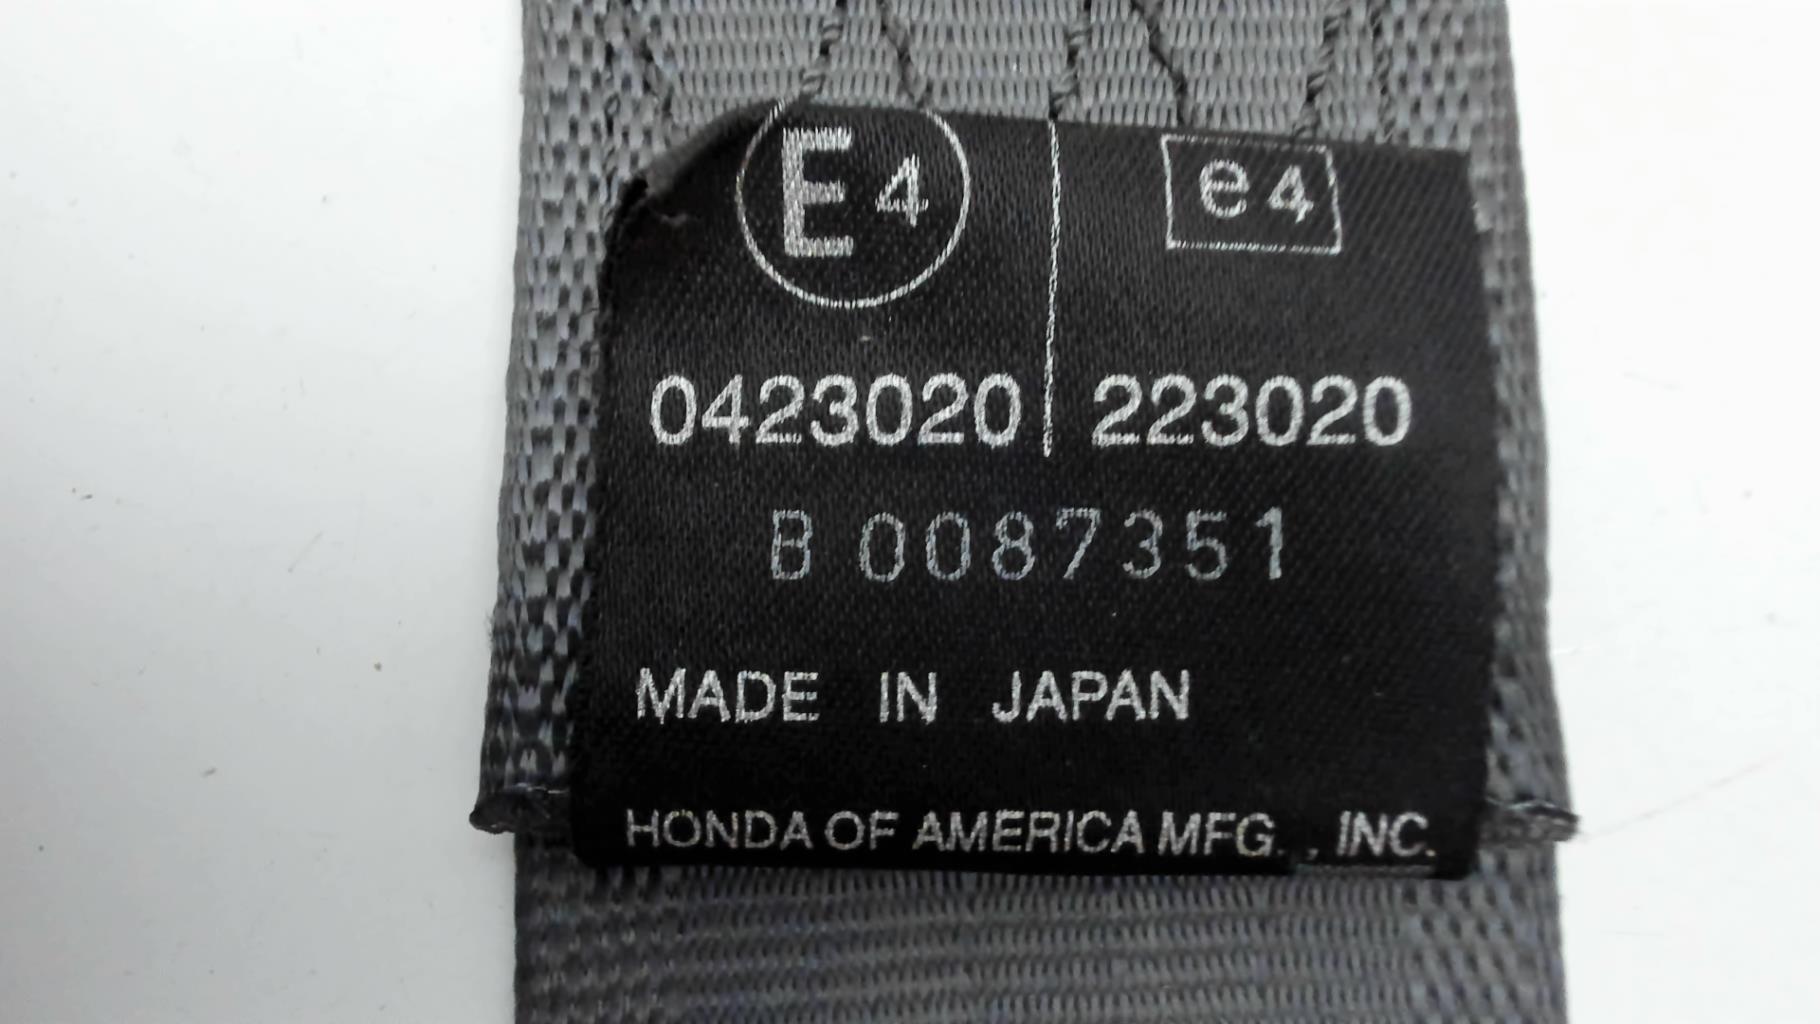 E4 e4
0423020 223020
B 0087351
MADE IN JAPAN
HONDA OF AMERICA MFG., INC.